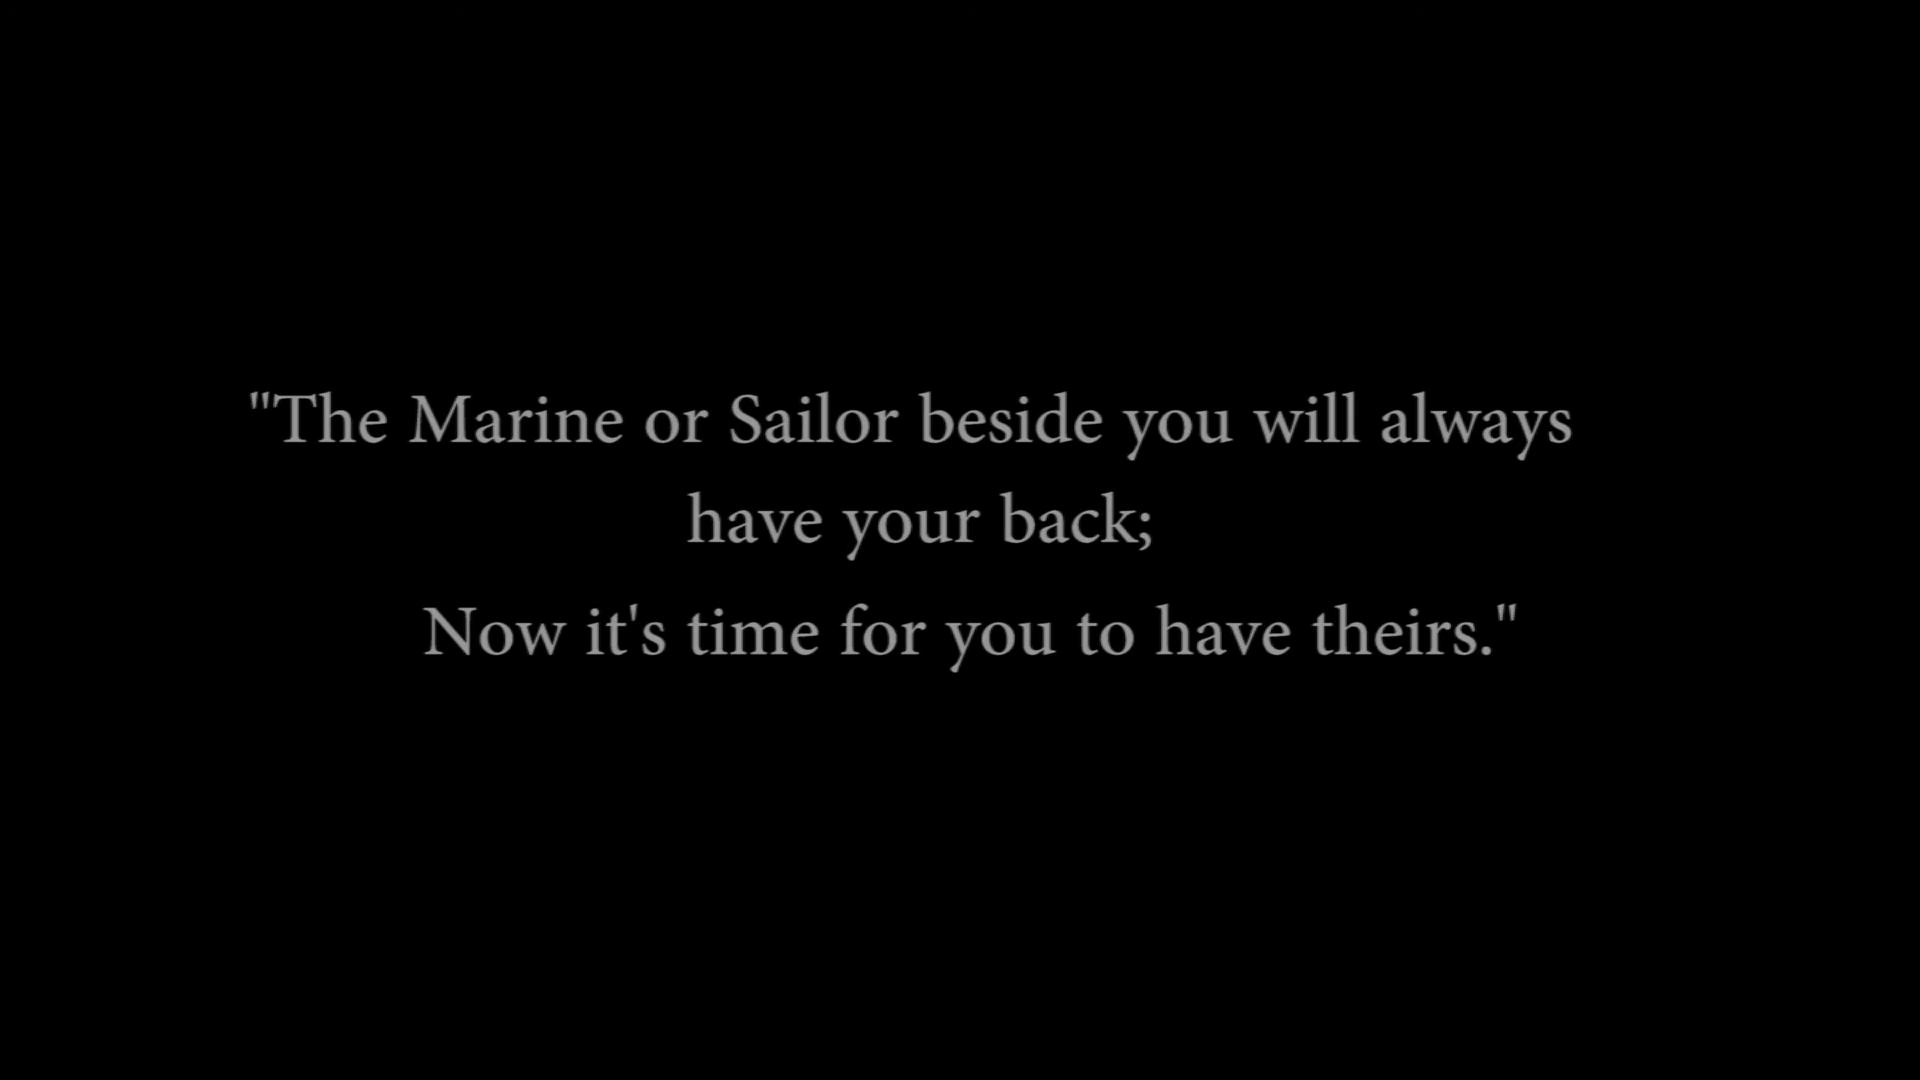 "The Marine or Sailor beside you will always
have your back;
Now it's time for you to have theirs."